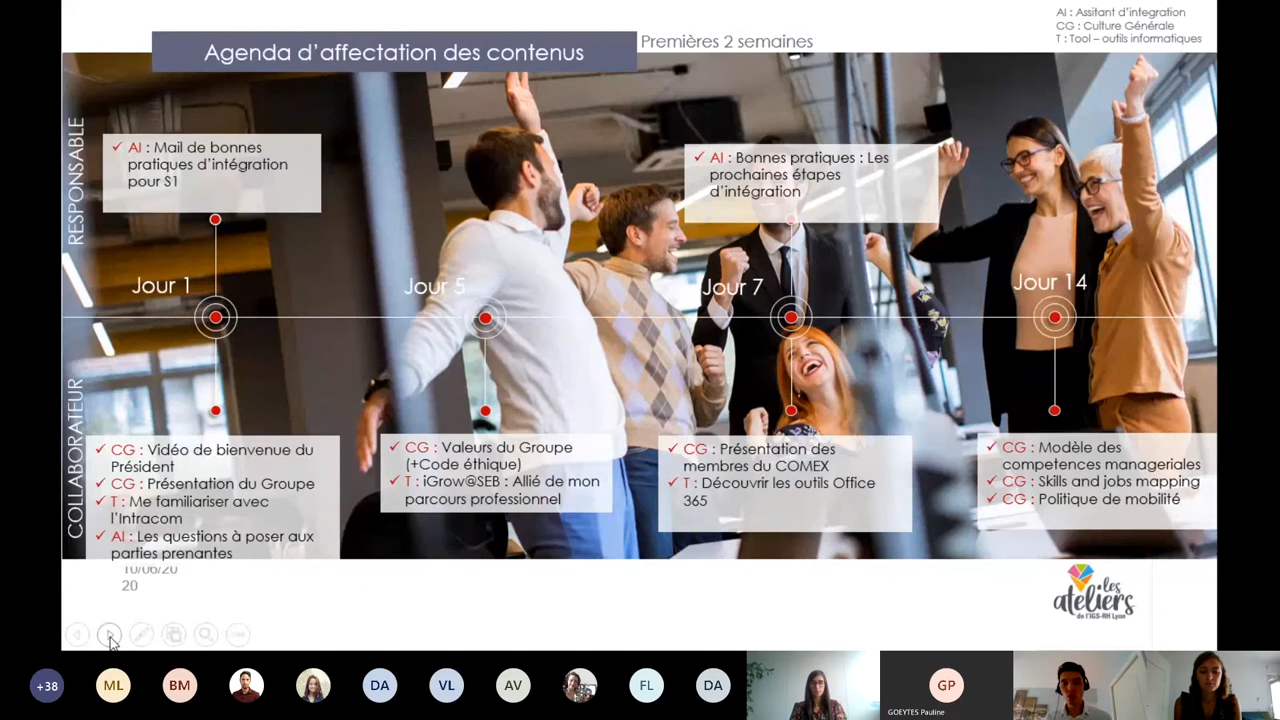 AI : Assitant d'integration
CG : Culture Générale
T : Tool – outils informatiques
Agenda d'affectation des contenus
Premières 2 semaines
RESPONSABLE
✓ AI : Mail de bonnes
pratiques d'intégration
pour S1
✓ AI : Bonnes pratiques : Les
prochaines étapes
d'intégration
Jour 1
Jour 5
Jour 7
Jour 14
COLLABORATEUR
✓ CG : Vidéo de bienvenue du
Président
✓ CG : Présentation du Groupe
✓ T : Me familiariser avec
l'Intracom
✓ AI : Les questions à poser aux
parties prenantes
✓ CG : Valeurs du Groupe
(+Code éthique)
✓ T : iGrow@SEB : Allié de mon
parcours professionnel
✓ CG : Présentation des
membres du COMEX
✓ T : Découvrir les outils Office
365
✓ CG : Modèle des
competences manageriales
✓ CG : Skills and jobs mapping
✓ CG : Politique de mobilité
10/06/20
20
les
ateliers
de l'IGS-RH Lyon
+38
ML
BM
DA
VL
AV
FL
DA
GP
GOEYTES Pauline